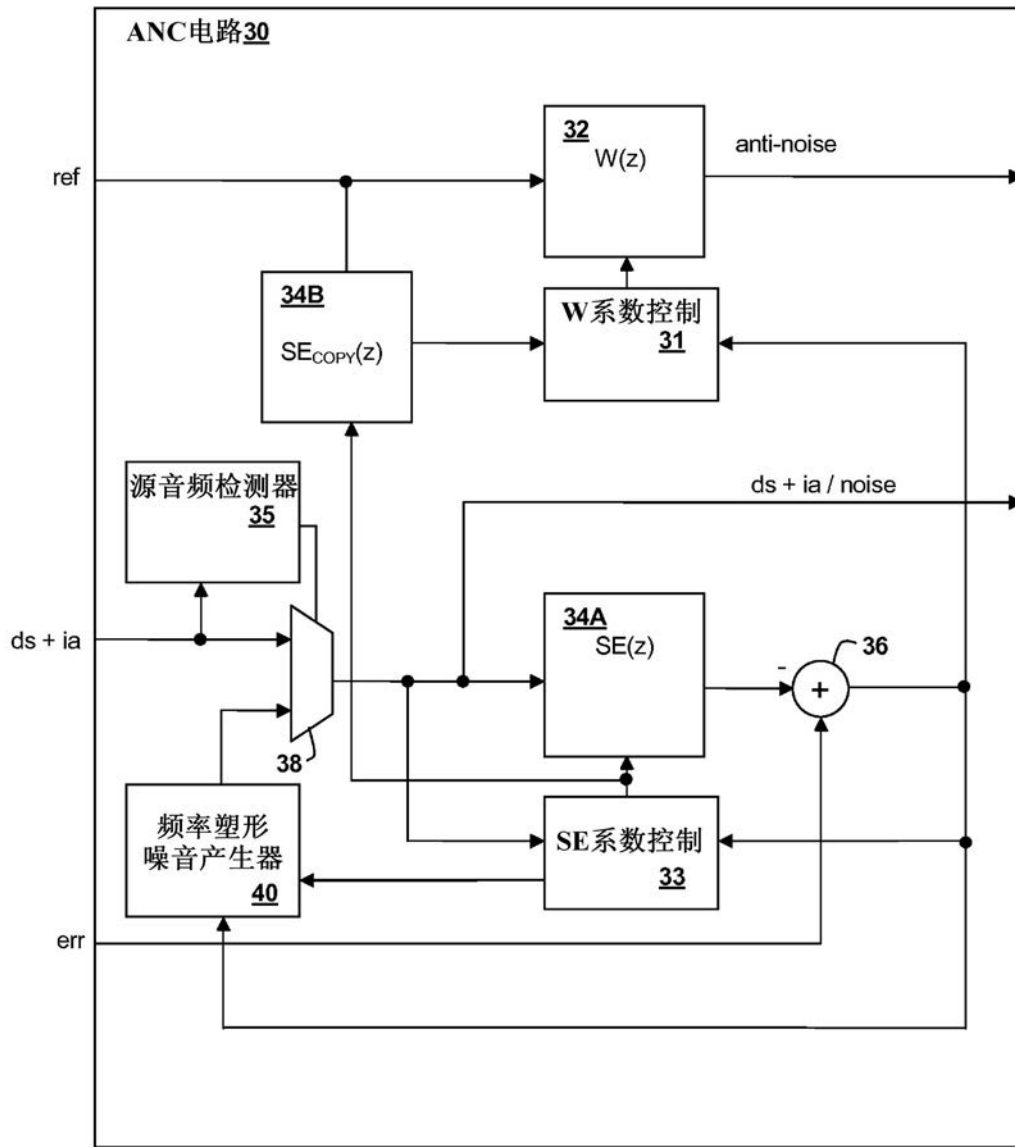 ANC电路30
32
W(z)
anti-noise
ref
34B
SE_COPY(z)
W系数控制
31
源音频检测器
35
ds + ia / noise
ds + ia
34A
SE(z)
-
+
36
38
频率塑形
噪音产生器
40
SE系数控制
33
err